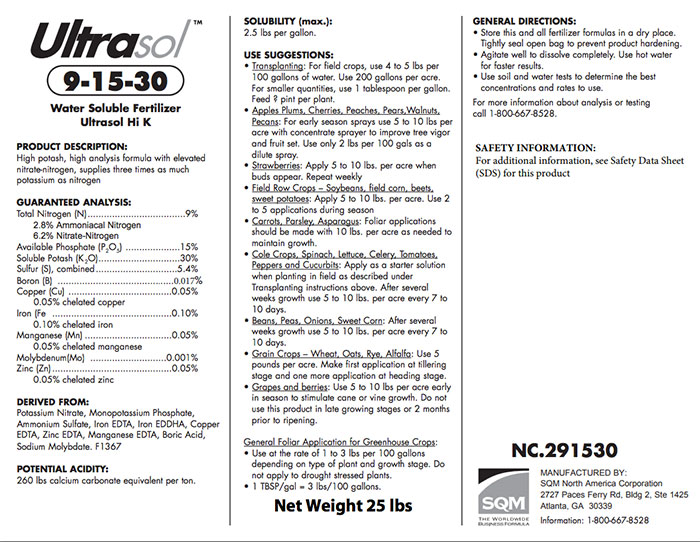 Ultrasol™
9-15-30
Water Soluble Fertilizer
Ultrasol Hi K
PRODUCT DESCRIPTION:
High potash, high analysis formula with elevated
nitrate-nitrogen, supplies three times as much
potassium as nitrogen
GUARANTEED ANALYSIS:
Total Nitrogen (N)................................9%
2.8% Ammoniacal Nitrogen
6.2% Nitrate-Nitrogen
Available Phosphate (P₂O₅) ..................15%
Soluble Potash (K₂O)...........................30%
Sulfur (S), combined...........................5.4%
Boron (B) ...................................0.017%
Copper (Cu) ....................................0.05%
0.05% chelated copper
Iron (Fe ..........................................0.10%
0.10% chelated iron
Manganese (Mn) ...............................0.05%
0.05% chelated manganese
Molybdenum(Mo) ...........................0.001%
Zinc (Zn).........................................0.05%
0.05% chelated zinc
DERIVED FROM:
Potassium Nitrate, Monopotassium Phosphate,
Ammonium Sulfate, Iron EDTA, Iron EDDHA, Copper
EDTA, Zinc EDTA, Manganese EDTA, Boric Acid,
Sodium Molybdate. F1367
POTENTIAL ACIDITY:
260 lbs calcium carbonate equivalent per ton.
SOLUBILITY (max.):
2.5 lbs per gallon.
USE SUGGESTIONS:
• Transplanting: For field crops, use 4 to 5 lbs per
100 gallons of water. Use 200 gallons per acre.
For smaller quantities, use 1 tablespoon per gallon.
Feed ? pint per plant.
• Apples Plums, Cherries, Peaches, Pears,Walnuts,
Pecans: For early season sprays use 5 to 10 lbs per
acre with concentrate sprayer to improve tree vigor
and fruit set. Use only 2 lbs per 100 gals as a
dilute spray.
• Strawberries: Apply 5 to 10 lbs. per acre when
buds appear. Repeat weekly
• Field Row Crops – Soybeans, field corn, beets,
sweet potatoes: Apply 5 to 10 lbs. per acre. Use 2
to 5 applications during season
• Carrots, Parsley, Asparagus: Foliar applications
should be made with 10 lbs. per acre as needed to
maintain growth.
• Cole Crops, Spinach, Lettuce, Celery, Tomatoes,
Peppers and Cucurbits: Apply as a starter solution
when planting in field as described under
Transplanting instructions above. After several
weeks growth use 5 to 10 lbs. per acre every 7 to
10 days.
• Beans, Peas, Onions, Sweet Corn: After several
weeks growth use 5 to 10 lbs. per acre every 7 to
10 days.
• Grain Crops – Wheat, Oats, Rye, Alfalfa: Use 5
pounds per acre. Make first application at tillering
stage and one more application at heading stage.
• Grapes and berries: Use 5 to 10 lbs per acre early
in season to stimulate cane or vine growth. Do not
use this product in late growing stages or 2 months
prior to ripening.
General Foliar Application for Greenhouse Crops:
• Use at the rate of 1 to 3 lbs per 100 gallons
depending on type of plant and growth stage. Do
not apply to drought stressed plants.
• 1 TBSP/gal = 3 lbs/100 gallons.
Net Weight 25 lbs
GENERAL DIRECTIONS:
• Store this and all fertilizer formulas in a dry place.
Tightly seal open bag to prevent product hardening.
• Agitate well to dissolve completely. Use hot water
for faster results.
• Use soil and water tests to determine the best
concentrations and rates to use.
For more information about analysis or testing
call 1-800-667-8528.
SAFETY INFORMATION:
For additional information, see Safety Data Sheet
(SDS) for this product
NC.291530
SQM
THE WORLDWIDE
BUSINESS FORMULA
MANUFACTURED BY:
SQM North America Corporation
2727 Paces Ferry Rd, Bldg 2, Ste 1425
Atlanta, GA 30339
Information: 1-800-667-8528